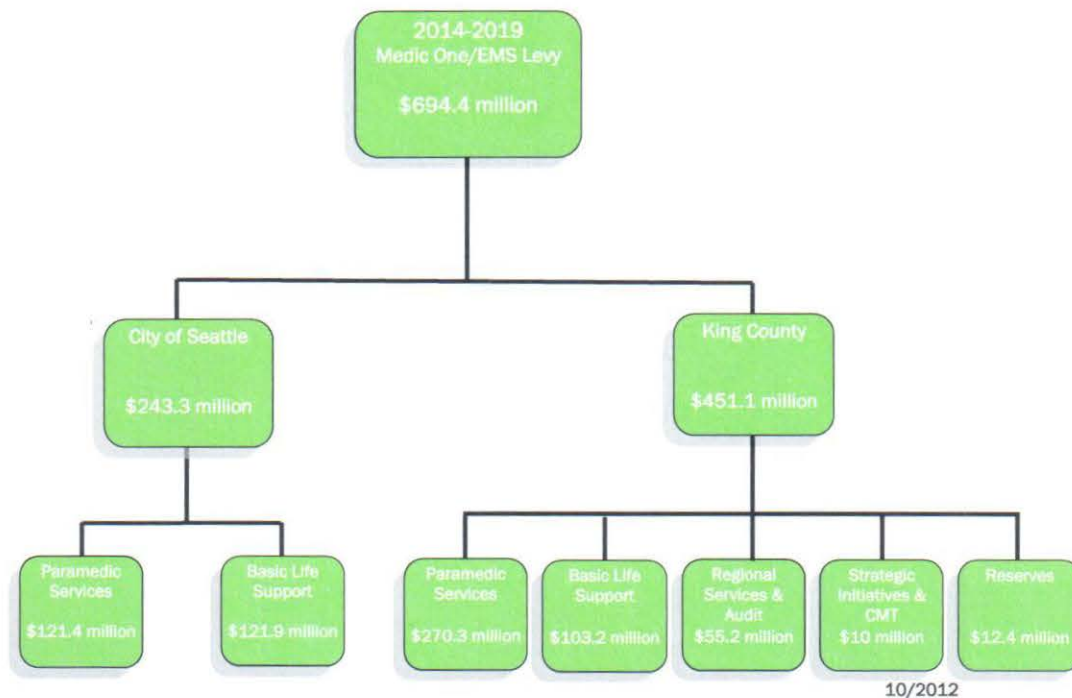 2014-2019
Medic One/EMS Levy
$694.4 million
City of Seattle
$243.3 million
King County
$451.1 million
Paramedic
Services
$121.4 million
Basic Life
Support
$121.9 million
Paramedic
Services
$270.3 million
Basic Life
Support
$103.2 million
Regional
Services &
Audit
$55.2 million
Strategic
Initiatives &
CMT
$10 million
Reserves
$12.4 million
10/2012